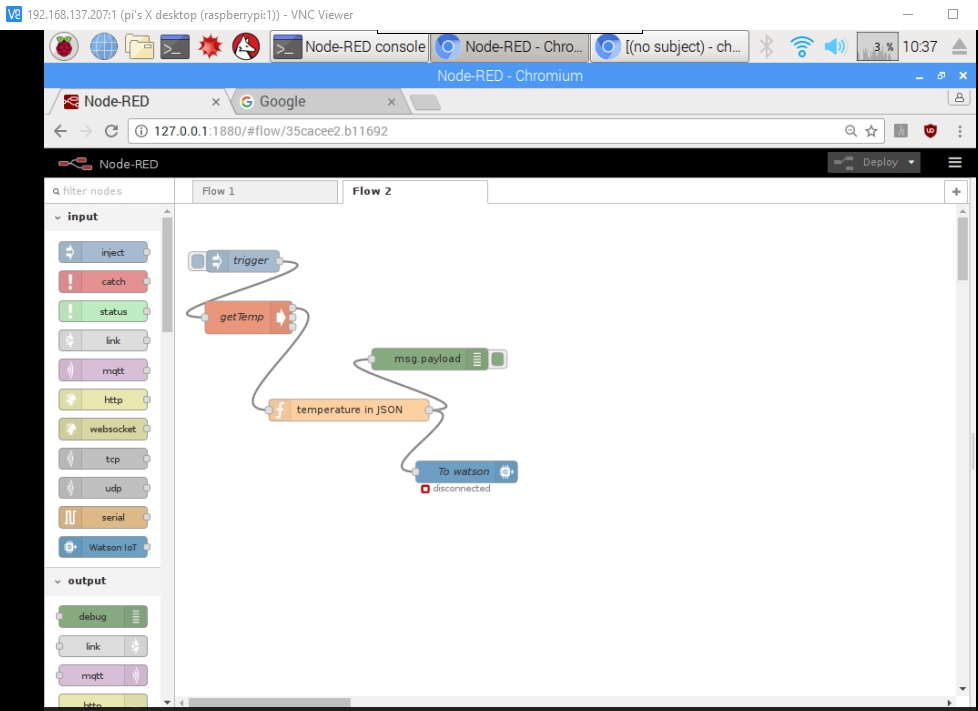 192.168.137.207:1 (pi's X desktop (raspberrypi:1)) - VNC Viewer
Node-RED console
Node-RED - Chro...
[(no subject) - ch...
3 %
10:37
Node-RED - Chromium
Node-RED
Google
127.0.0.1:1880/#flow/35cacee2.b11692
Node-RED
Deploy
filter nodes
Flow 1
Flow 2
input
inject
catch
status
link
mqtt
http
websocket
tcp
udp
serial
Watson IoT
output
debug
link
mqtt
http
trigger
getTemp
msg.payload
temperature in JSON
To watson
disconnected